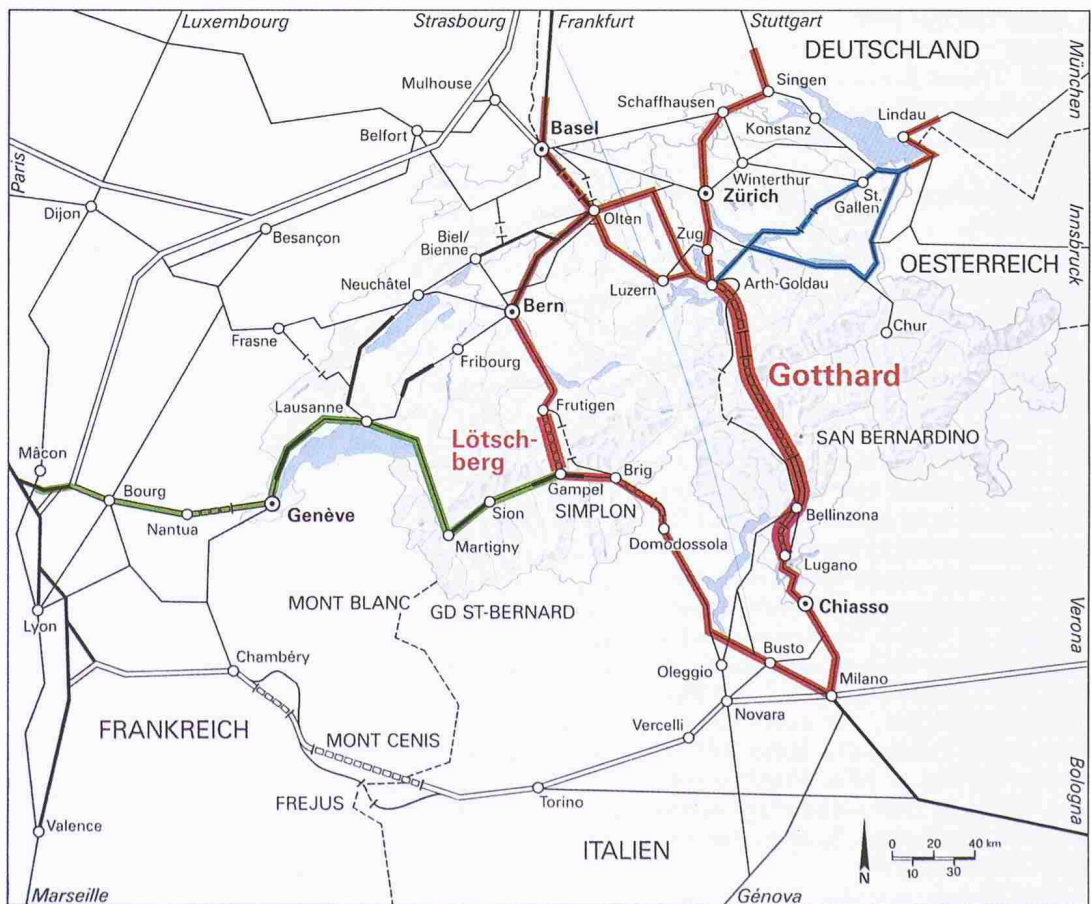 Luxembourg
Strasbourg
Frankfurt
Stuttgart
München
DEUTSCHLAND
Mulhouse
Singen
Schaffhausen
Konstanz
Lindau
Belfort
Basel
Winterthur
Paris
Zürich
St.
Gallen
Dijon
Olten
Besançon
Biel/
Bienne
Zug
Innsbruck
OESTERREICH
Neuchâtel
Luzern
Arth-Goldau
Bern
Frasne
Chur
Fribourg
Gotthard
Lausanne
Frutigen
Lötsch-
berg
SAN BERNARDINO
Mâcon
Brig
Gampel
Bourg
Sion
SIMPLON
Genève
Bellinzona
Nantua
Martigny
Domodossola
Lugano
MONT BLANC
GD ST-BERNARD
Chiasso
Lyon
Verona
Chambéry
Busto
Oleggio
Milano
FRANKREICH
Novara
Vercelli
MONT CENIS
Bologna
FREJUS
Torino
Valence
ITALIEN
0 20 40 km
10 30
N
Marseille
Génova